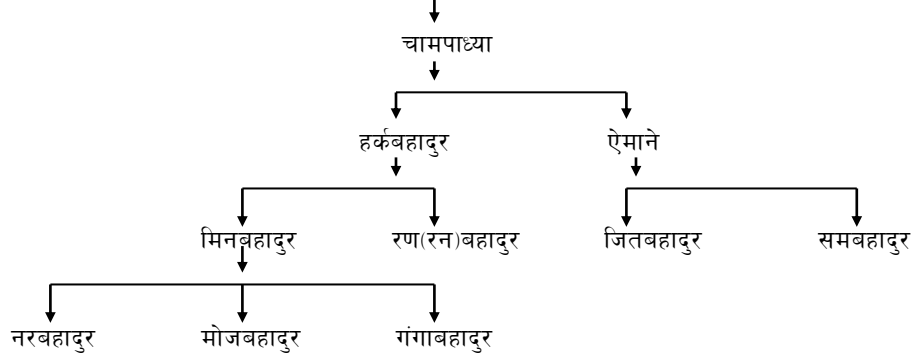 चामपाध्या
हर्कबहादुर ऐमाने
मिनबहादुर रण(रन)बहादुर जितबहादुर समबहादुर
नरबहादुर मोजबहादुर गंगाबहादुर